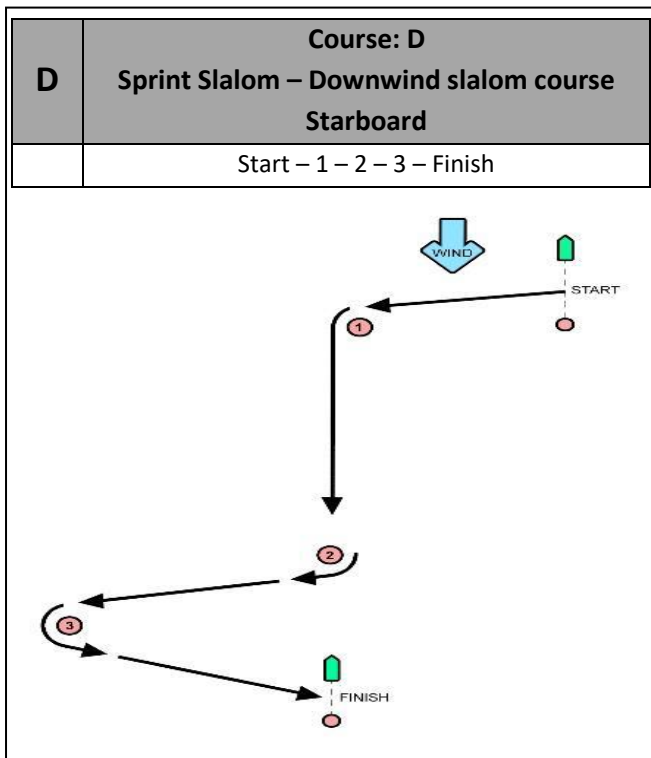 D
Course: D
Sprint Slalom – Downwind slalom course
Starboard
Start – 1 – 2 – 3 – Finish
WIND
START
1
2
3
FINISH